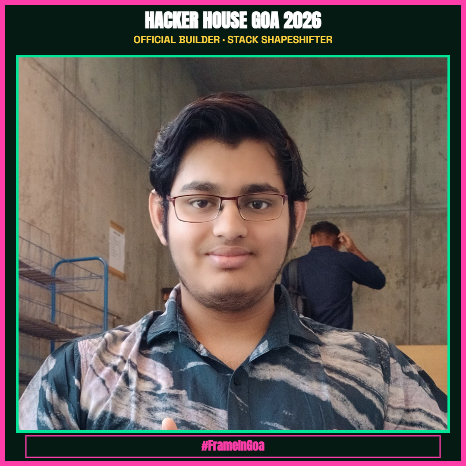 HACKER HOUSE GOA 2026
OFFICIAL BUILDER · STACK SHAPESHIFTER
#FrameInGoa